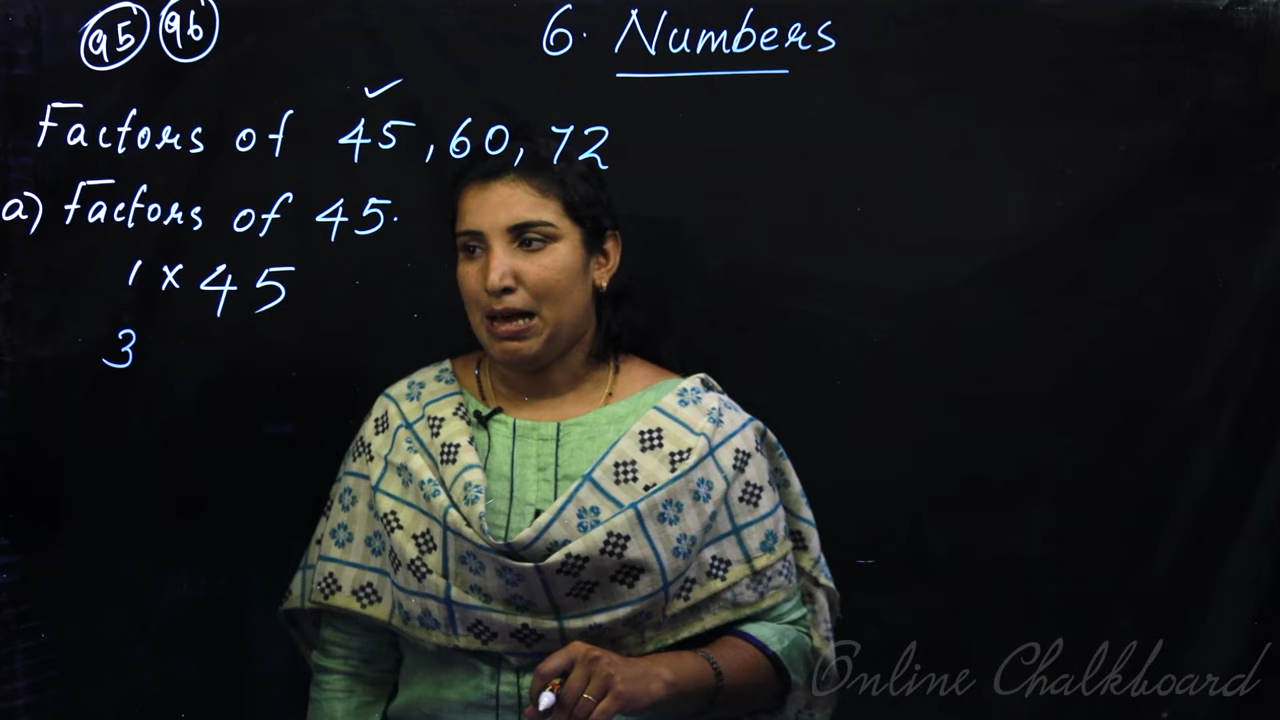 95 96
6. Numbers
Factors of 45, 60, 72
a) Factors of 45.
1 x 45
3
Online Chalkboard